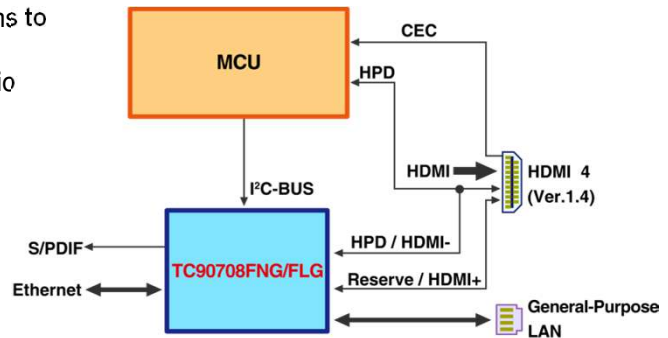 ns to
io
MCU
CEC
HPD
HDMI
HDMI 4
(Ver.1.4)
I²C-BUS
S/PDIF
TC90708FNG/FLG
HPD / HDMI-
Ethernet
Reserve / HDMI+
General-Purpose
LAN